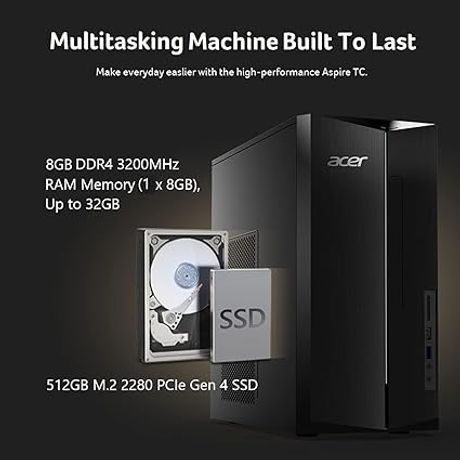 Multitasking Machine Built To Last
Make everyday easier with the high-performance Aspire TC.
acer
8GB DDR4 3200MHz
RAM Memory (1 x 8GB),
Up to 32GB
SSD
512GB M.2 2280 PCIe Gen 4 SSD